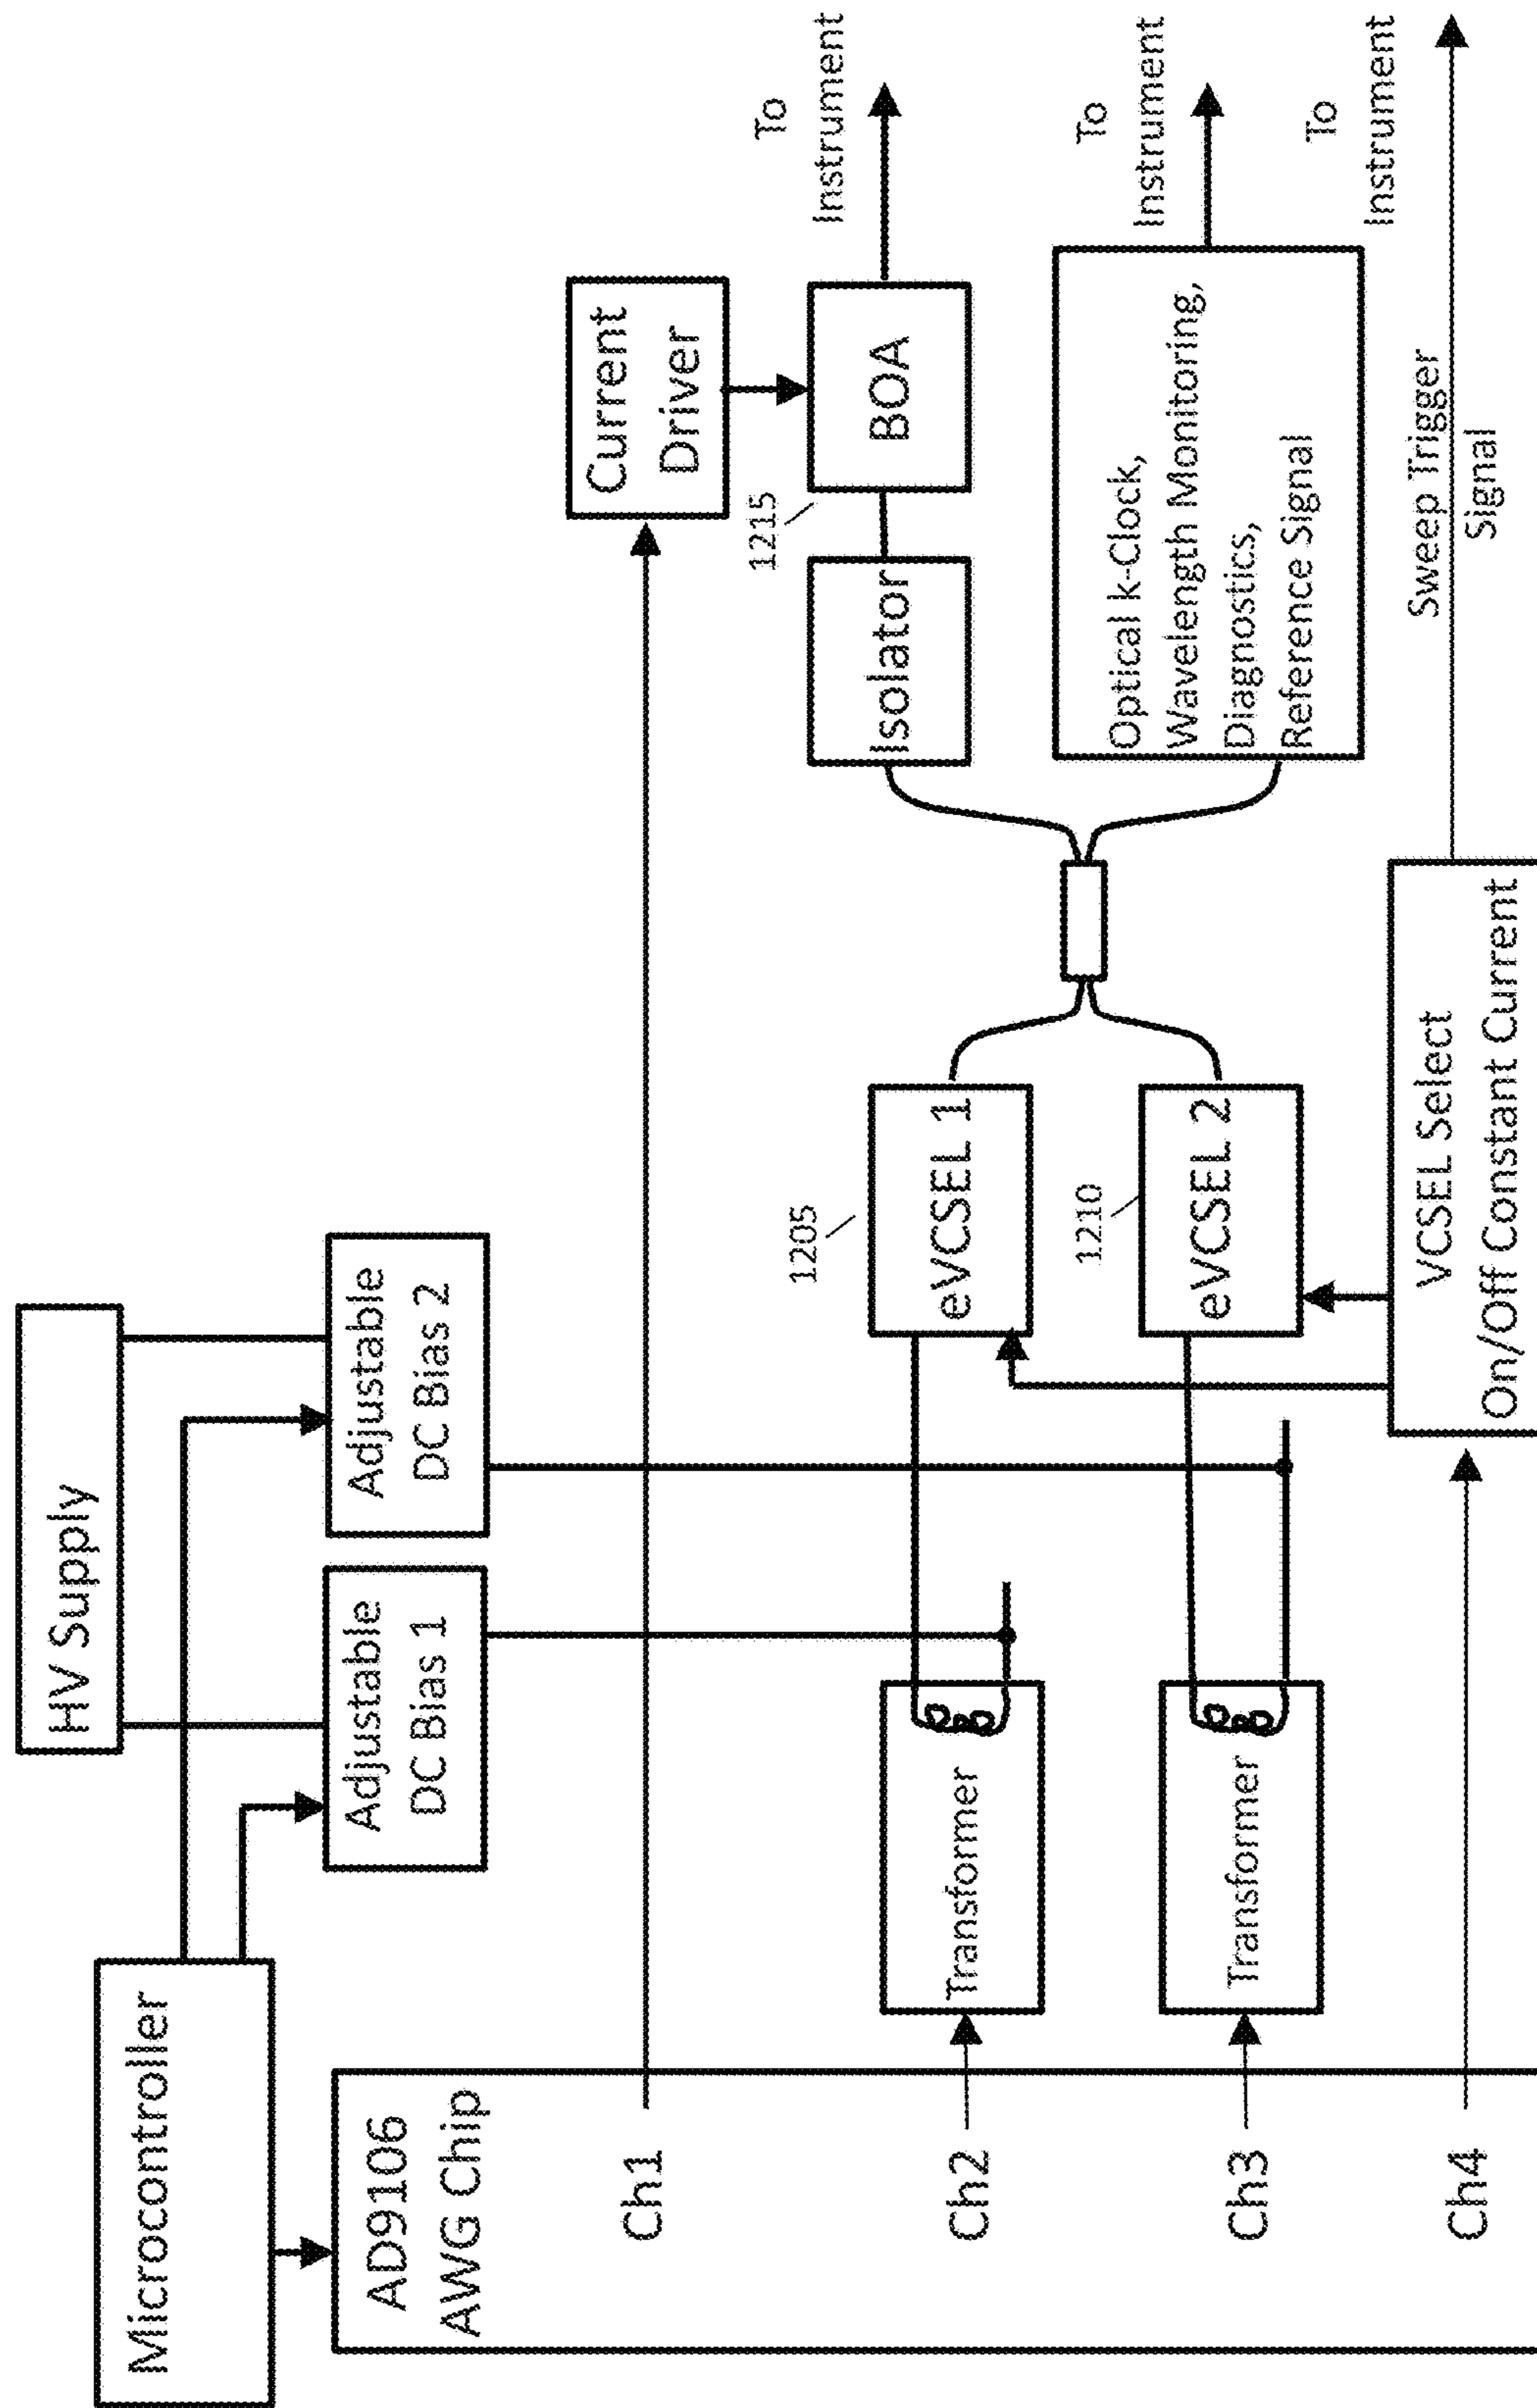 HV Supply
Microcontroller
Adjustable
DC Bias 1
Adjustable
DC Bias 2
AD9106
AWG Chip
Ch1
Ch2
Ch3
Ch4
Current
Driver
To
Instrument
1215
BOA
Isolator
1205
eVCSEL 1
Transformer
To
Instrument
Optical k-Clock,
Wavelength Monitoring,
Diagnostics,
Reference Signal
1210
eVCSEL 2
Transformer
To
Instrument
Sweep Trigger
Signal
VCSEL Select
On/Off Constant Current